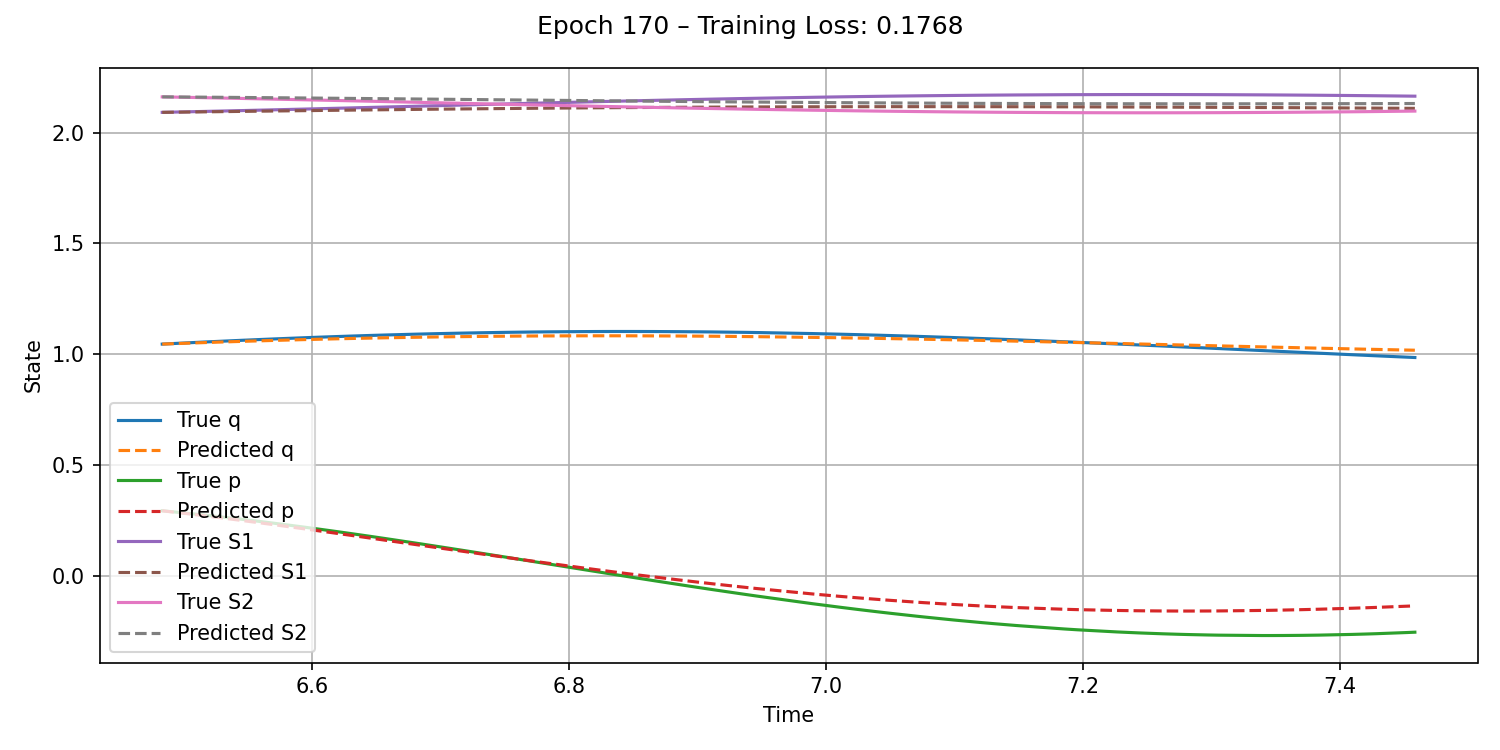 Epoch 170 – Training Loss: 0.1768
2.0
1.5
1.0
0.5
0.0
State
True q
Predicted q
True p
Predicted p
True S1
Predicted S1
True S2
Predicted S2
6.6
6.8
7.0
7.2
7.4
Time